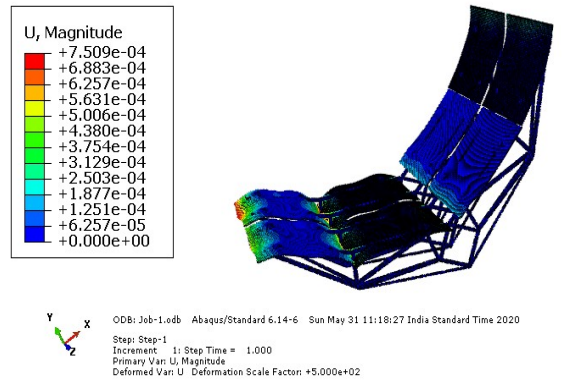 U, Magnitude
+7.509e-04
+6.883e-04
+6.257e-04
+5.631e-04
+5.006e-04
+4.380e-04
+3.754e-04
+3.129e-04
+2.503e-04
+1.877e-04
+1.251e-04
+6.257e-05
+0.000e+00
Y
X
Z
ODB: Job-1.odb    Abaqus/Standard 6.14-6    Sun May 31 11:18:27 India Standard Time 2020
Step: Step-1
Increment      1: Step Time =    1.000
Primary Var: U, Magnitude
Deformed Var: U   Deformation Scale Factor: +5.000e+02